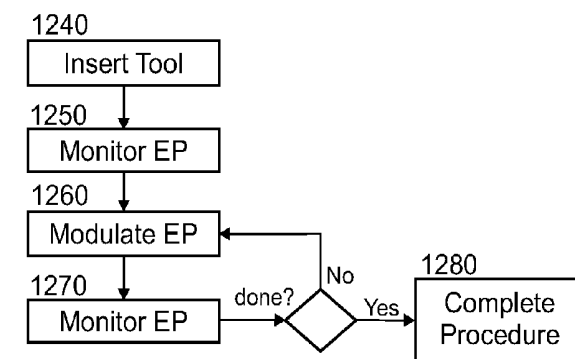 1240
Insert Tool
1250
Monitor EP
1260
Modulate EP
1270
Monitor EP
done?
No
Yes
1280
Complete
Procedure